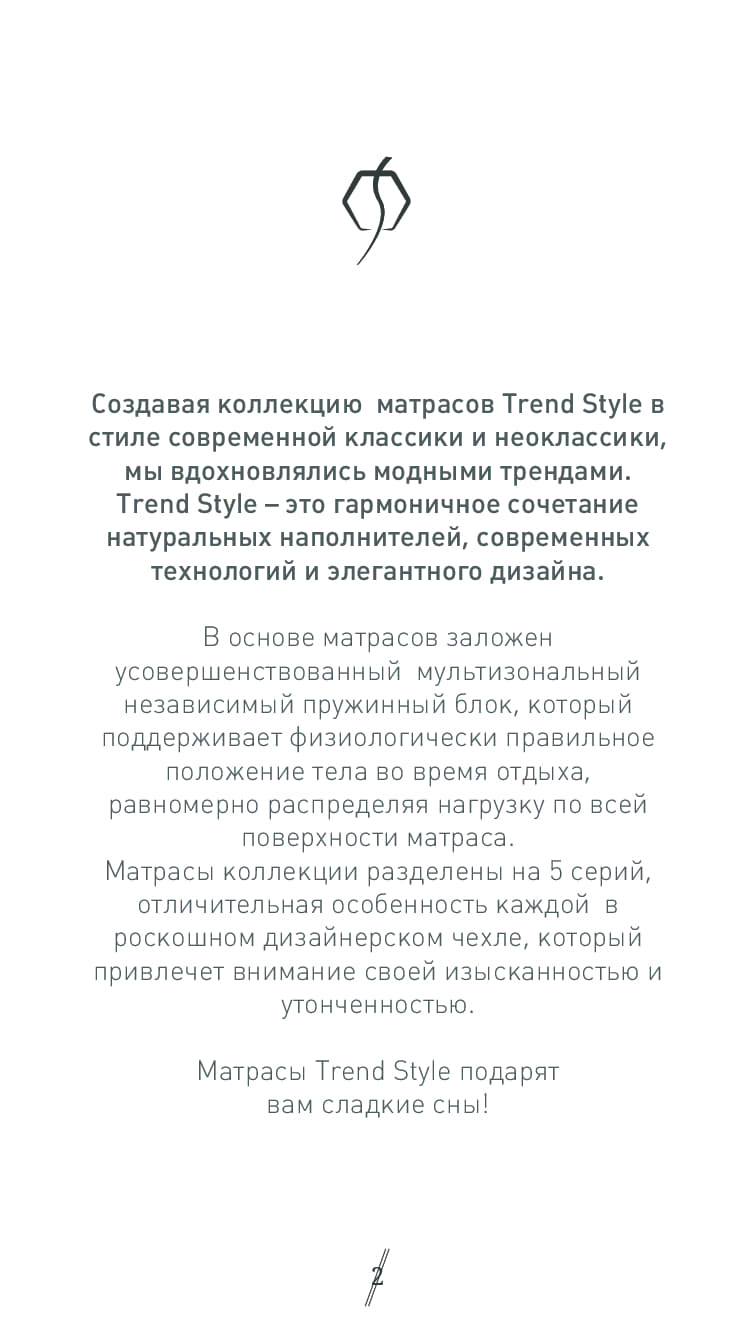 Создавая коллекцию  матрасов Trend Style в
стиле современной классики и неоклассики,
мы вдохновлялись модными трендами.
Trend Style – это гармоничное сочетание
натуральных наполнителей, современных
технологий и элегантного дизайна.
В основе матрасов заложен
усовершенствованный  мультизональный
независимый пружинный блок, который
поддерживает физиологически правильное
положение тела во время отдыха,
равномерно распределяя нагрузку по всей
поверхности матраса.
Матрасы коллекции разделены на 5 серий,
отличительная особенность каждой  в
роскошном дизайнерском чехле, который
привлечет внимание своей изысканностью и
утонченностью.
Матрасы Trend Style подарят
вам сладкие сны!
2